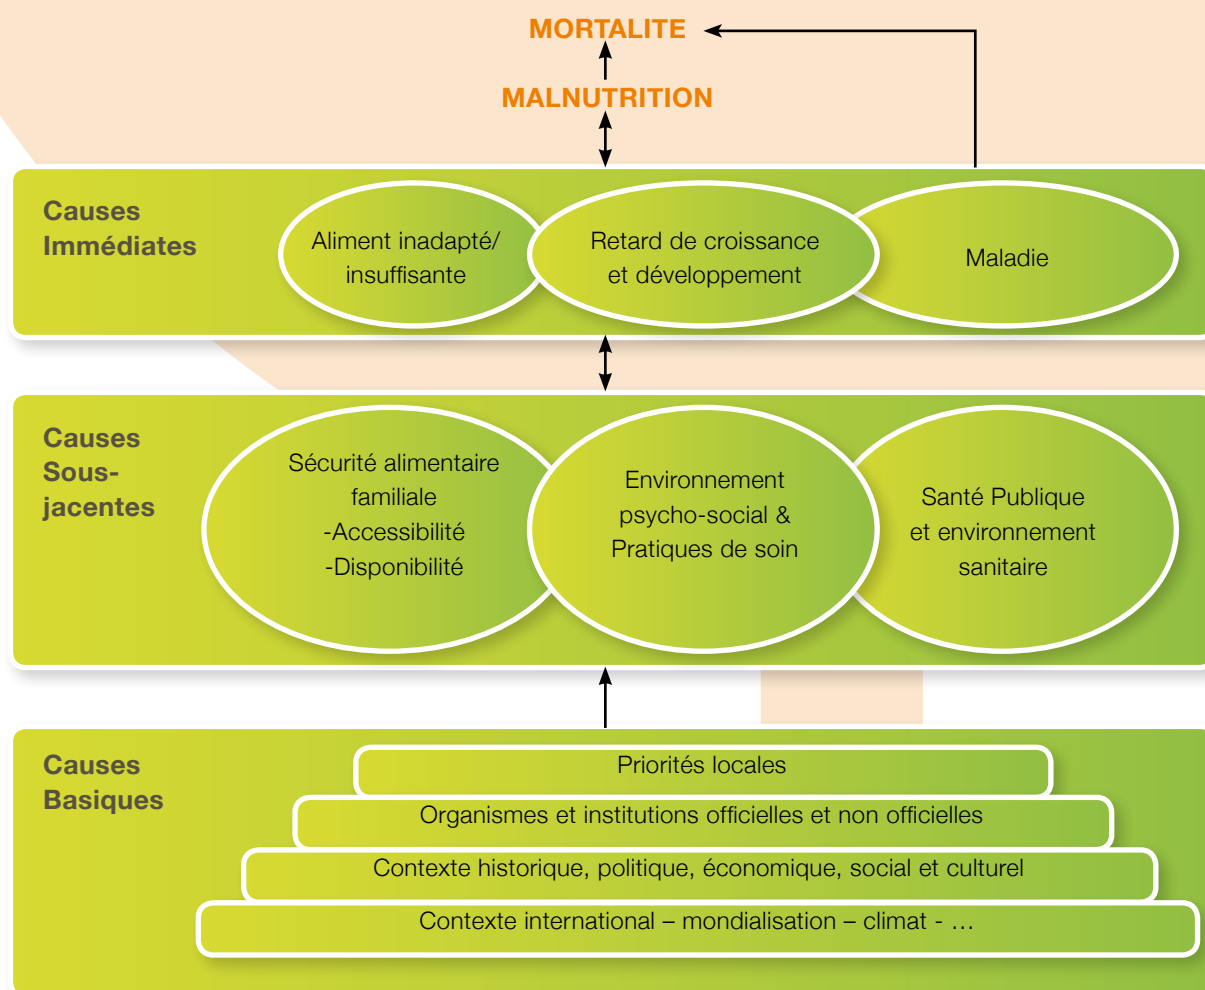 MORTALITE
MALNUTRITION
Causes
Immédiates
Aliment inadapté/
insuffisante
Retard de croissance
et développement
Maladie
Causes
Sous-
jacentes
Sécurité alimentaire
familiale
-Accessibilité
-Disponibilité
Environnement
psycho-social &
Pratiques de soin
Santé Publique
et environnement
sanitaire
Causes
Basiques
Priorités locales
Organismes et institutions officielles et non officielles
Contexte historique, politique, économique, social et culturel
Contexte international – mondialisation – climat - …